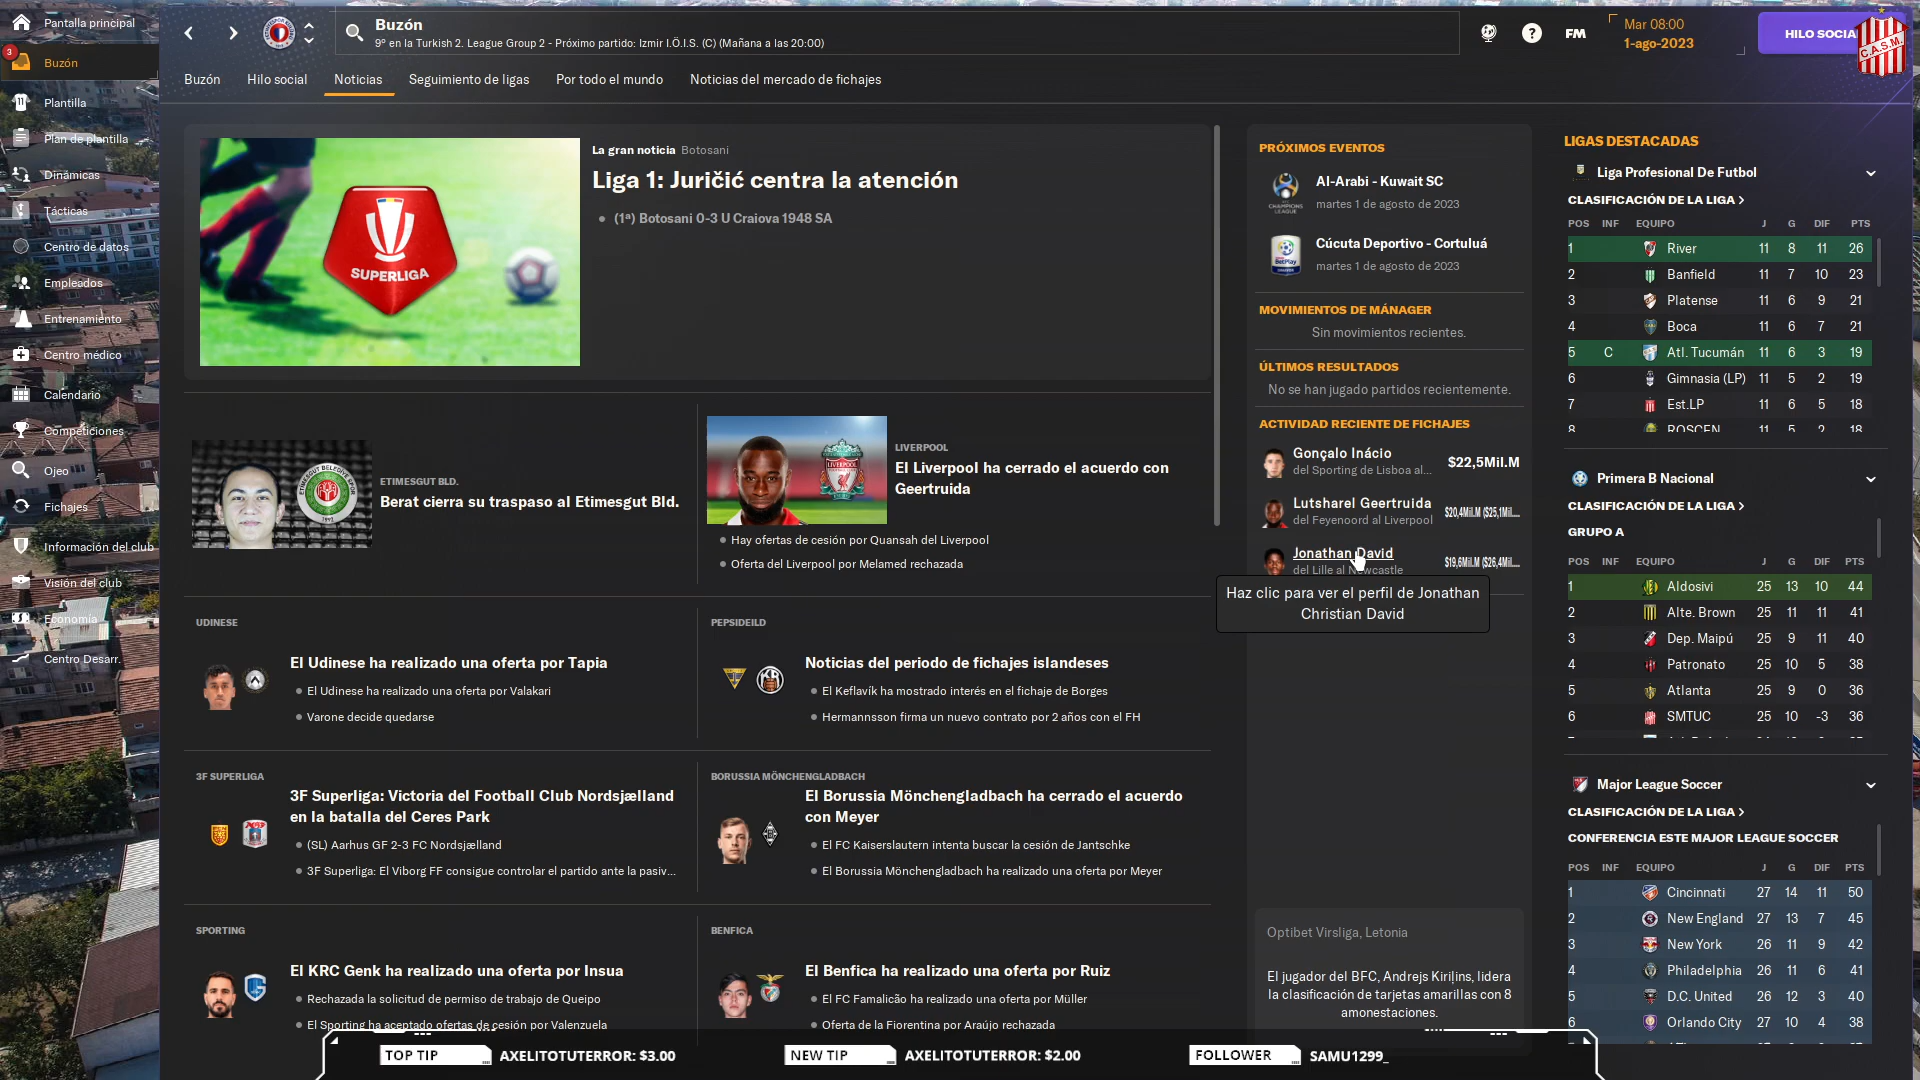 Pantalla principal
3
Buzón
Plantilla
Plan de plantilla
Dinámicas
Tácticas
Centro de datos
Empleados
Entrenamiento
Centro médico
Calendario
Competiciones
Ojeo
Fichajes
Información del club
Visión del club
Economía
Centro Desarr.
Buzón
9º en la Turkish 2. League Group 2 - Próximo partido: Izmir I.Ö.I.S. (C) (Mañana a las 20:00)
FM
Mar 08:00
1-ago-2023
HILO SOCIA
C.A.S.M.
Buzón
Hilo social
Noticias
Seguimiento de ligas
Por todo el mundo
Noticias del mercado de fichajes
SUPERLIGA
La gran noticia Botosani
Liga 1: Juričić centra la atención
(1ª) Botosani 0-3 U Craiova 1948 SA
ETIMESGUT BLD.
Berat cierra su traspaso al Etimesgut Bld.
LIVERPOOL
El Liverpool ha cerrado el acuerdo con
Geertruida
Hay ofertas de cesión por Quansah del Liverpool
Oferta del Liverpool por Melamed rechazada
UDINESE
El Udinese ha realizado una oferta por Tapia
El Udinese ha realizado una oferta por Valakari
Varone decide quedarse
PEPSIDEILD
Noticias del periodo de fichajes islandeses
El Keflavík ha mostrado interés en el fichaje de Borges
Hermannsson firma un nuevo contrato por 2 años con el FH
3F SUPERLIGA
3F Superliga: Victoria del Football Club Nordsjælland
en la batalla del Ceres Park
(SL) Aarhus GF 2-3 FC Nordsjælland
3F Superliga: El Viborg FF consigue controlar el partido ante la pasiv...
BORUSSIA MÖNCHENGLADBACH
El Borussia Mönchengladbach ha cerrado el acuerdo
con Meyer
El FC Kaiserslautern intenta buscar la cesión de Jantschke
El Borussia Mönchengladbach ha realizado una oferta por Meyer
SPORTING
El KRC Genk ha realizado una oferta por Insua
Rechazada la solicitud de permiso de trabajo de Queipo
El Sporting ha aceptado ofertas de cesión por Valenzuela
BENFICA
El Benfica ha realizado una oferta por Ruiz
El FC Famalicão ha realizado una oferta por Müller
Oferta de la Fiorentina por Araújo rechazada
PRÓXIMOS EVENTOS
Al-Arabi - Kuwait SC
martes 1 de agosto de 2023
Cúcuta Deportivo - Cortuluá
martes 1 de agosto de 2023
MOVIMIENTOS DE MÁNAGER
Sin movimientos recientes.
ÚLTIMOS RESULTADOS
No se han jugado partidos recientemente.
ACTIVIDAD RECIENTE DE FICHAJES
Gonçalo Inácio
del Sporting de Lisboa al...
$22,5Mil.M
Lutsharel Geertruida
del Feyenoord al Liverpool
$20,4Mil.M ($25,1Mil....
Jonathan David
del Lille al Newcastle
$19,6Mil.M ($26,4Mil....
Haz clic para ver el perfil de Jonathan
Christian David
Optibet Virsliga, Letonia
El jugador del BFC, Andrejs Kiriļins, lidera
la clasificación de tarjetas amarillas con 8
amonestaciones.
LIGAS DESTACADAS
Liga Profesional De Futbol
CLASIFICACIÓN DE LA LIGA >
POS INF EQUIPO J G DIF PTS
1 River 11 8 11 26
2 Banfield 11 7 10 23
3 Platense 11 6 9 21
4 Boca 11 6 7 21
5 C Atl. Tucumán 11 6 3 19
6 Gimnasia (LP) 11 5 2 19
7 Est.LP 11 6 5 18
8 ROSCEN 11 5 2 18
Primera B Nacional
CLASIFICACIÓN DE LA LIGA >
GRUPO A
POS INF EQUIPO J G DIF PTS
1 Aldosivi 25 13 10 44
2 Alte. Brown 25 11 11 41
3 Dep. Maipú 25 9 11 40
4 Patronato 25 10 5 38
5 Atlanta 25 9 0 36
6 SMTUC 25 10 -3 36
Major League Soccer
CLASIFICACIÓN DE LA LIGA >
CONFERENCIA ESTE MAJOR LEAGUE SOCCER
POS INF EQUIPO J G DIF PTS
1 Cincinnati 27 14 11 50
2 New England 27 13 7 45
3 New York 26 11 9 42
4 Philadelphia 26 11 6 41
5 D.C. United 26 12 3 40
6 Orlando City 27 10 4 38
TOP TIP
AXELITOTUTERROR: $3.00
NEW TIP
AXELITOTUTERROR: $2.00
FOLLOWER
SAMU1299_